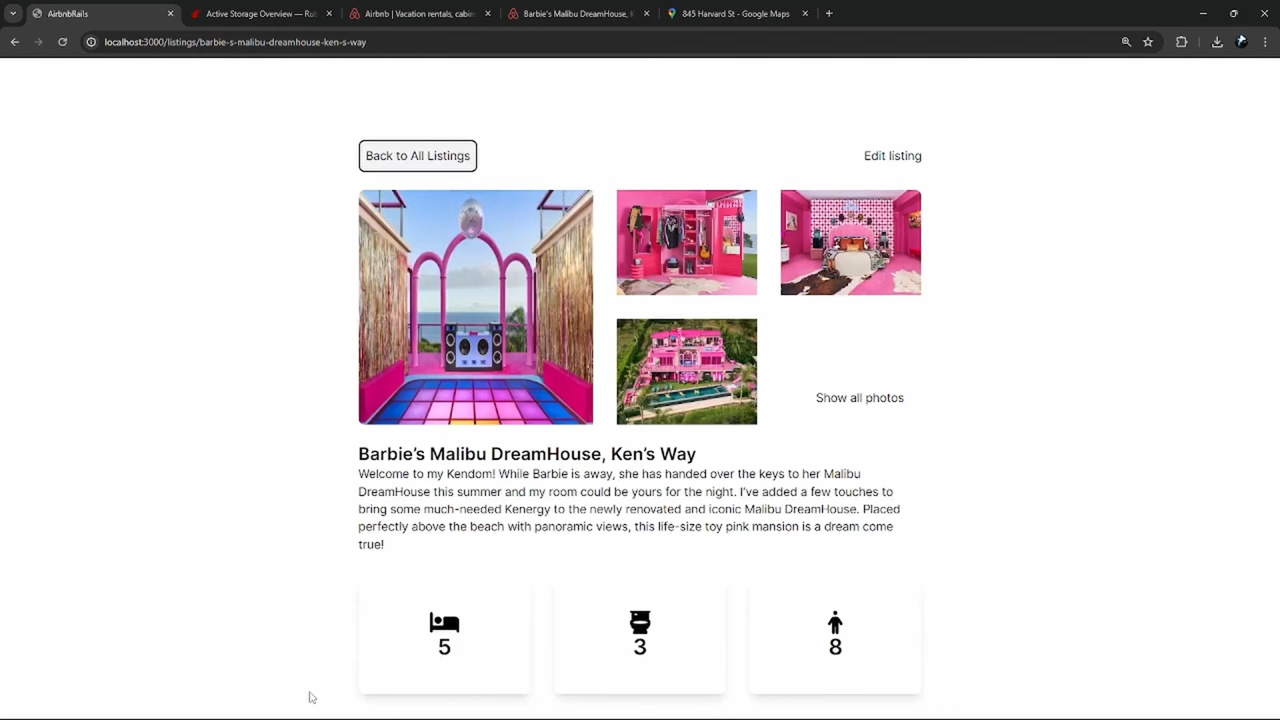 AirbnbRails
Active Storage Overview — Rub
Airbnb | Vacation rentals, cabin
Barbie's Malibu DreamHouse, K
845 Harvard St - Google Maps
localhost:3000/listings/barbie-s-malibu-dreamhouse-ken-s-way
Back to All Listings
Edit listing
Show all photos
Barbie’s Malibu DreamHouse, Ken’s Way
Welcome to my Kendom! While Barbie is away, she has handed over the keys to her Malibu
DreamHouse this summer and my room could be yours for the night. I’ve added a few touches to
bring some much-needed Kenergy to the newly renovated and iconic Malibu DreamHouse. Placed
perfectly above the beach with panoramic views, this life-size toy pink mansion is a dream come
true!
5
3
8